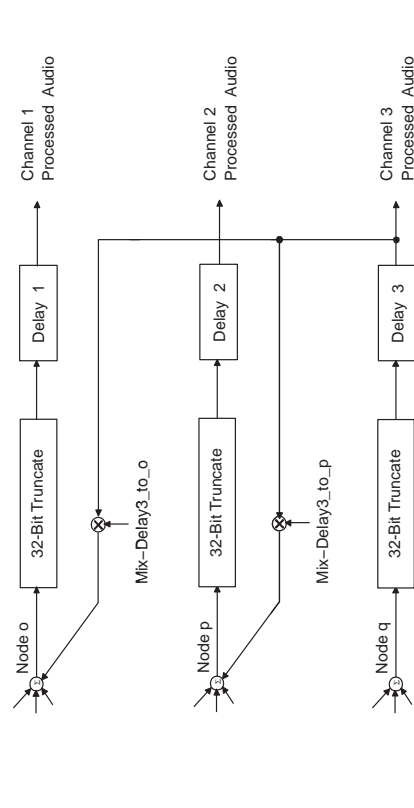 Node o
32-Bit Truncate
Delay 1
Channel 1
Processed Audio
Mix−Delay3_to_o
Node p
32-Bit Truncate
Delay 2
Channel 2
Processed Audio
Mix−Delay3_to_p
Node q
32-Bit Truncate
Delay 3
Channel 3
Processed Audio
Σ
Σ
Σ